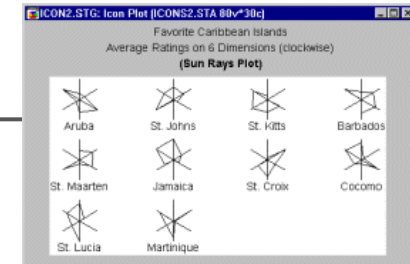 ICON2.STG: Icon Plot (ICONS2.STA 80v*30c)
Favorite Caribbean Islands
Average Ratings on 6 Dimensions (clockwise)
(Sun Rays Plot)
Aruba St. Johns St. Kitts Barbados
St. Maarten Jamaica St. Croix Cocomo
St. Lucia Martinique